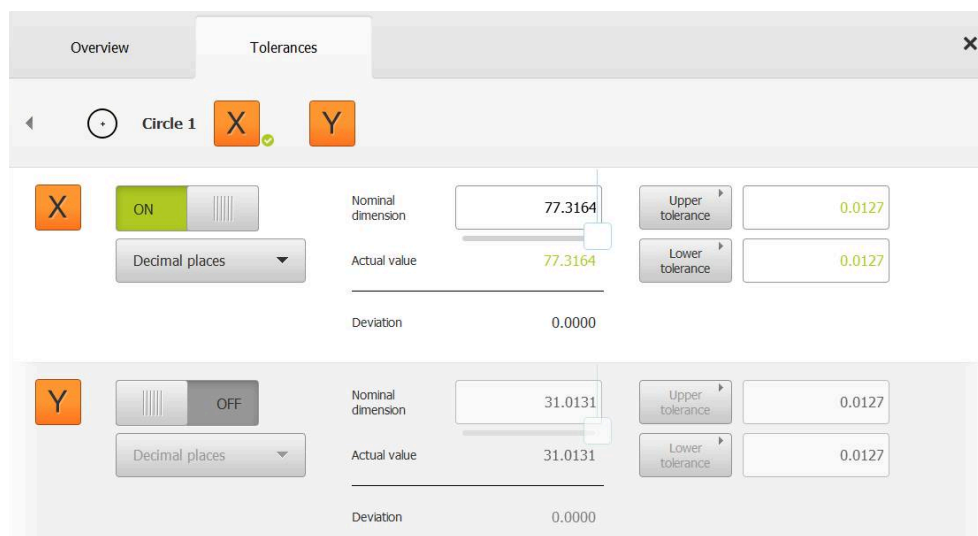 Overview Tolerances
Circle 1 X Y
X ON Nominal dimension 77.3164 Upper tolerance 0.0127
Decimal places Actual value 77.3164 Lower tolerance 0.0127
Deviation 0.0000
Y OFF Nominal dimension 31.0131 Upper tolerance 0.0127
Decimal places Actual value 31.0131 Lower tolerance 0.0127
Deviation 0.0000